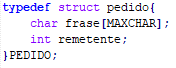 typedef struct pedido{
    char frase[MAXCHAR];
    int remetente;
}PEDIDO;